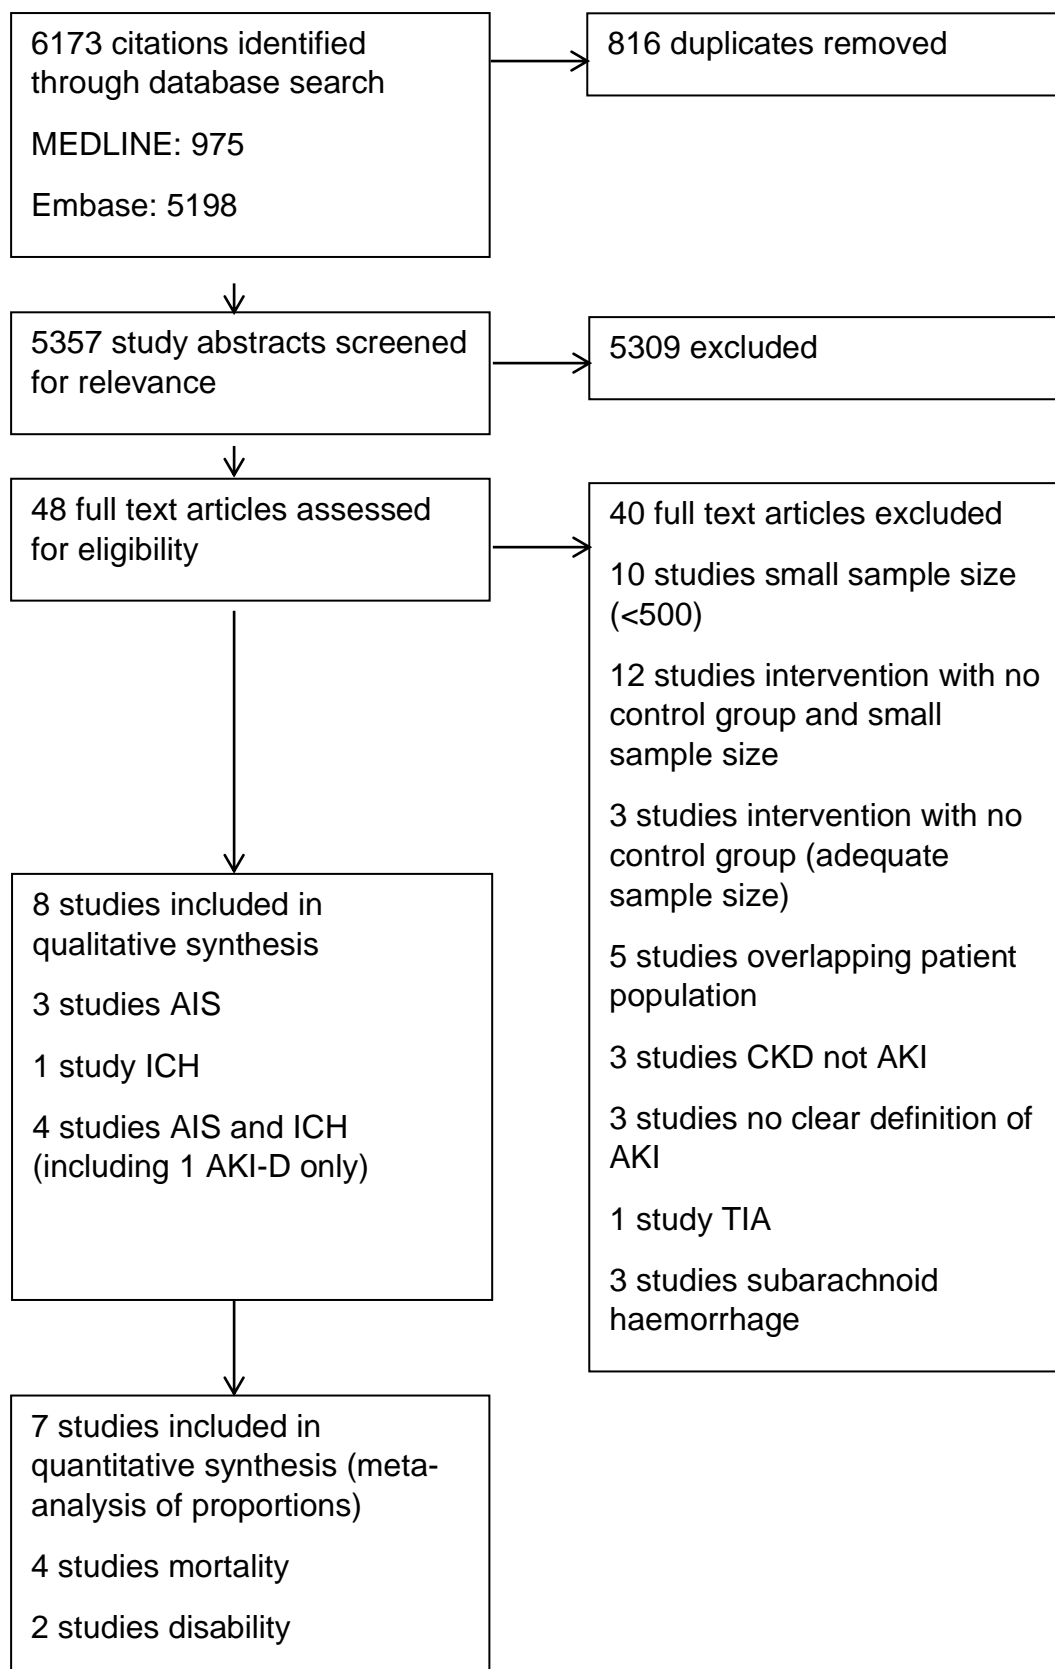 6173 citations identified
through database search
MEDLINE: 975
Embase: 5198
816 duplicates removed
5357 study abstracts screened
for relevance
5309 excluded
48 full text articles assessed
for eligibility
40 full text articles excluded
10 studies small sample size
(<500)
12 studies intervention with no
control group and small
sample size
3 studies intervention with no
control group (adequate
sample size)
5 studies overlapping patient
population
3 studies CKD not AKI
3 studies no clear definition of
AKI
1 study TIA
3 studies subarachnoid
haemorrhage
8 studies included in
qualitative synthesis
3 studies AIS
1 study ICH
4 studies AIS and ICH
(including 1 AKI-D only)
7 studies included in
quantitative synthesis (meta-
analysis of proportions)
4 studies mortality
2 studies disability